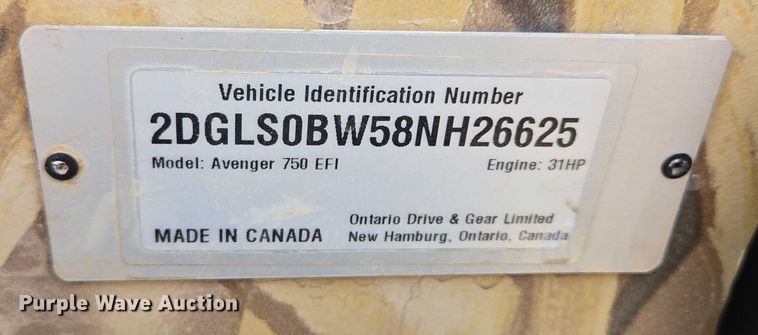 Vehicle Identification Number
2DGLS0BW58NH26625
Model: Avenger 750 EFI Engine: 31HP
Ontario Drive & Gear Limited
MADE IN CANADA New Hamburg, Ontario, Canada
Purple Wave Auction